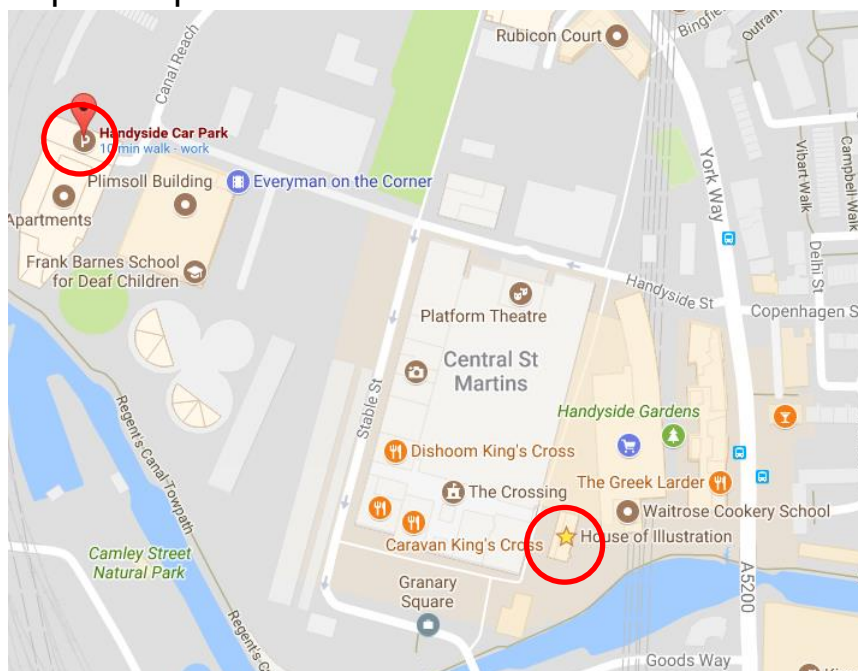 Rubicon Court
Bingfie
Outram
Canal Reach
Handyside Car Park
10 min walk - work
York Way
Vibart Walk
Campbell Walk
Plimsoll Building
Everyman on the Corner
Apartments
Delhi St
Frank Barnes School
for Deaf Children
Handyside St
Copenhagen S
Platform Theatre
Central St
Martins
Stable St
Handyside Gardens
Dishoom King's Cross
The Greek Larder
The Crossing
Waitrose Cookery School
Regent's Canal Towpath
Caravan King's Cross
House of Illustration
Camley Street
Natural Park
A5200
Granary
Square
Regent's C
Goods Way